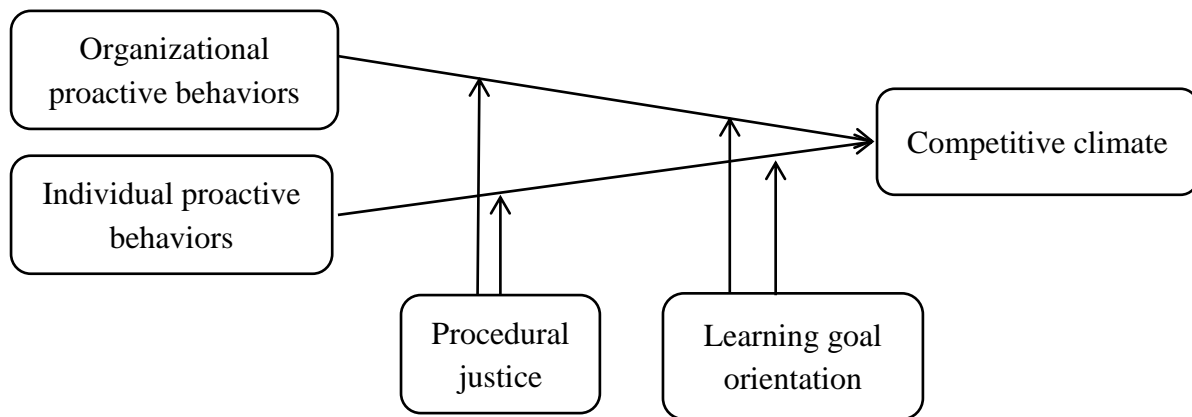 Organizational
proactive behaviors
Competitive climate
Individual proactive
behaviors
Procedural
justice
Learning goal
orientation